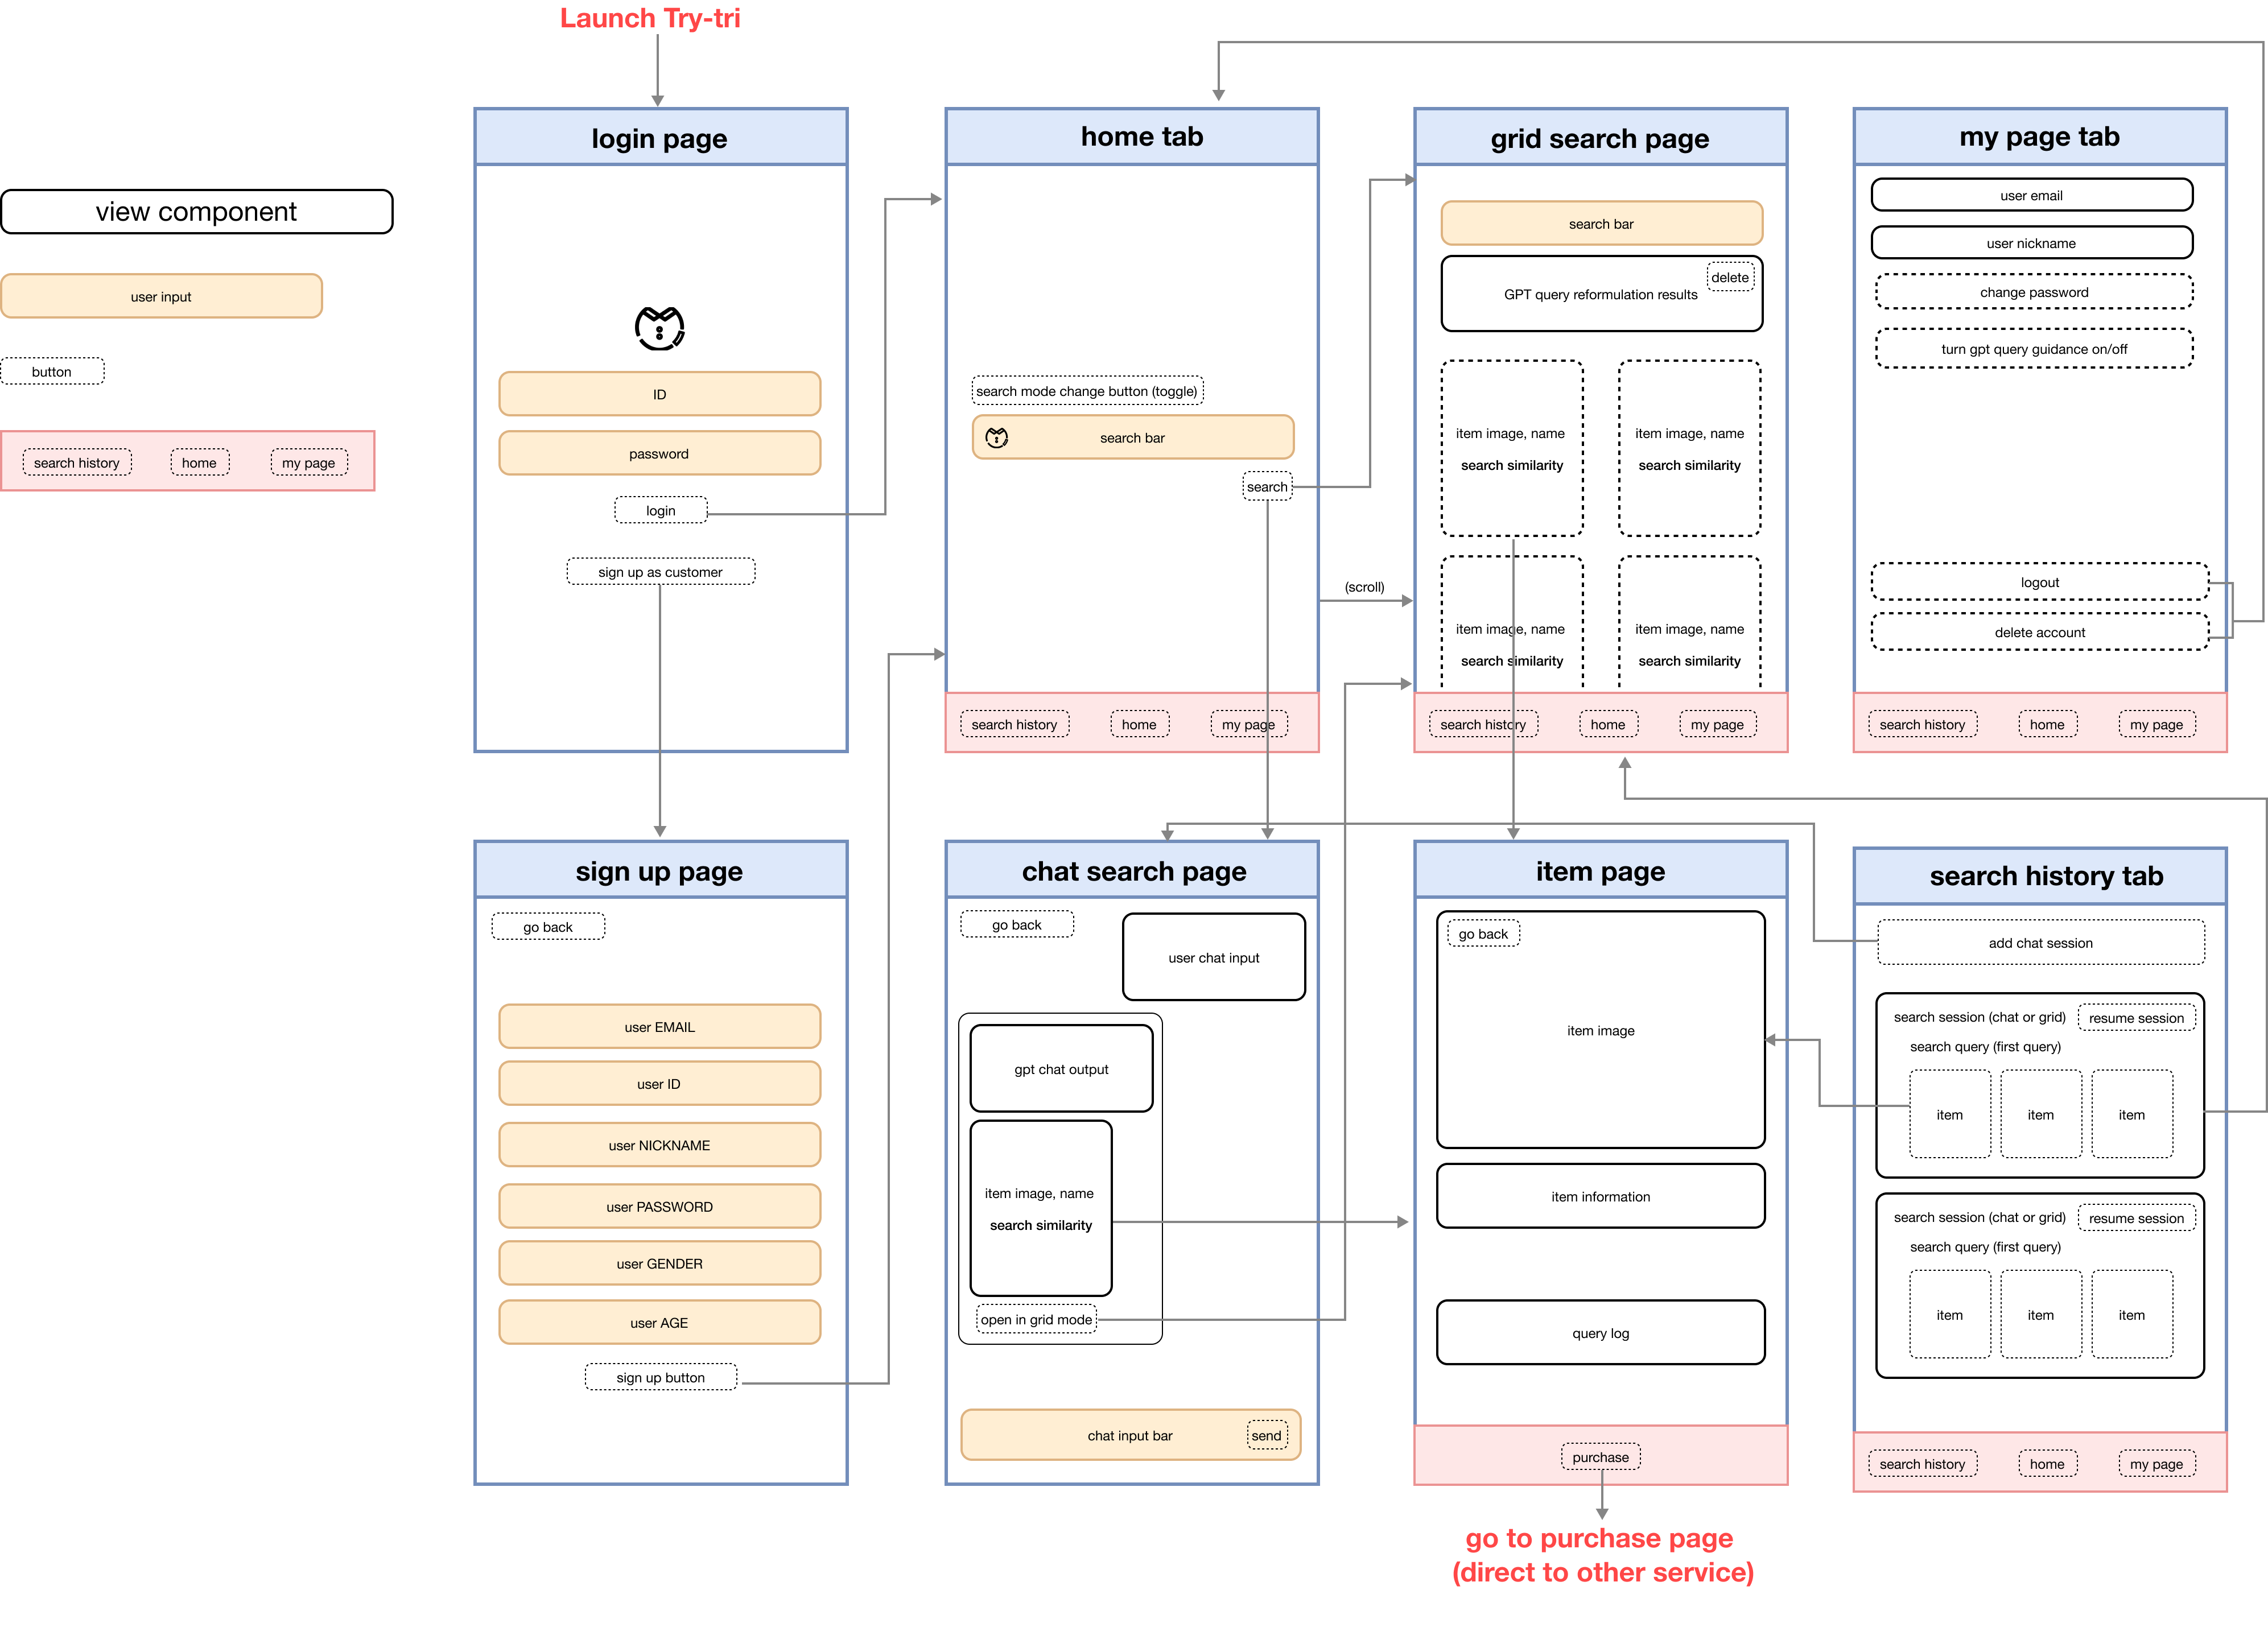 Launch Try-tri
view component
user input
button
search history
home
my page
login page
ID
password
login
sign up as customer
home tab
search mode change button (toggle)
search bar
search
(scroll)
search history
home
my page
grid search page
search bar
delete
GPT query reformulation results
item image, name
search similarity
item image, name
search similarity
item image, name
search similarity
item image, name
search similarity
search history
home
my page
my page tab
user email
user nickname
change password
turn gpt query guidance on/off
logout
delete account
search history
home
my page
sign up page
go back
user EMAIL
user ID
user NICKNAME
user PASSWORD
user GENDER
user AGE
sign up button
chat search page
go back
user chat input
gpt chat output
item image, name
search similarity
open in grid mode
chat input bar
send
item page
go back
item image
item information
query log
purchase
go to purchase page
(direct to other service)
search history tab
add chat session
search session (chat or grid)
resume session
search query (first query)
item
item
item
search session (chat or grid)
resume session
search query (first query)
item
item
item
search history
home
my page